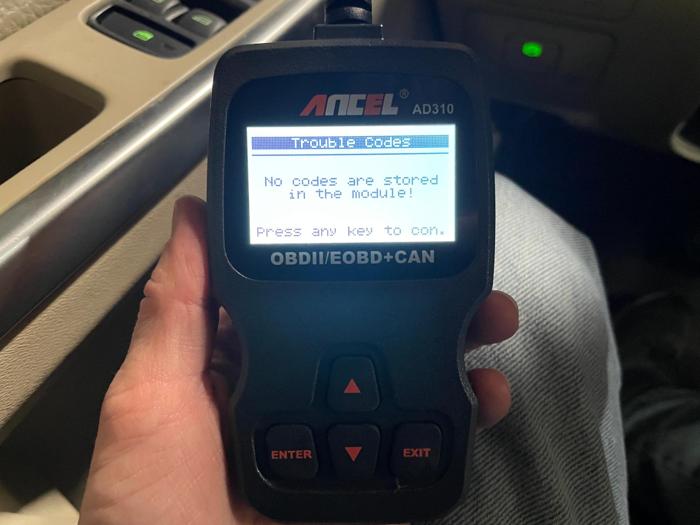 ANCEL® AD310
Trouble Codes
No codes are stored
in the module!
Press any key to con.
OBDII/EOBD+CAN
ENTER
EXIT